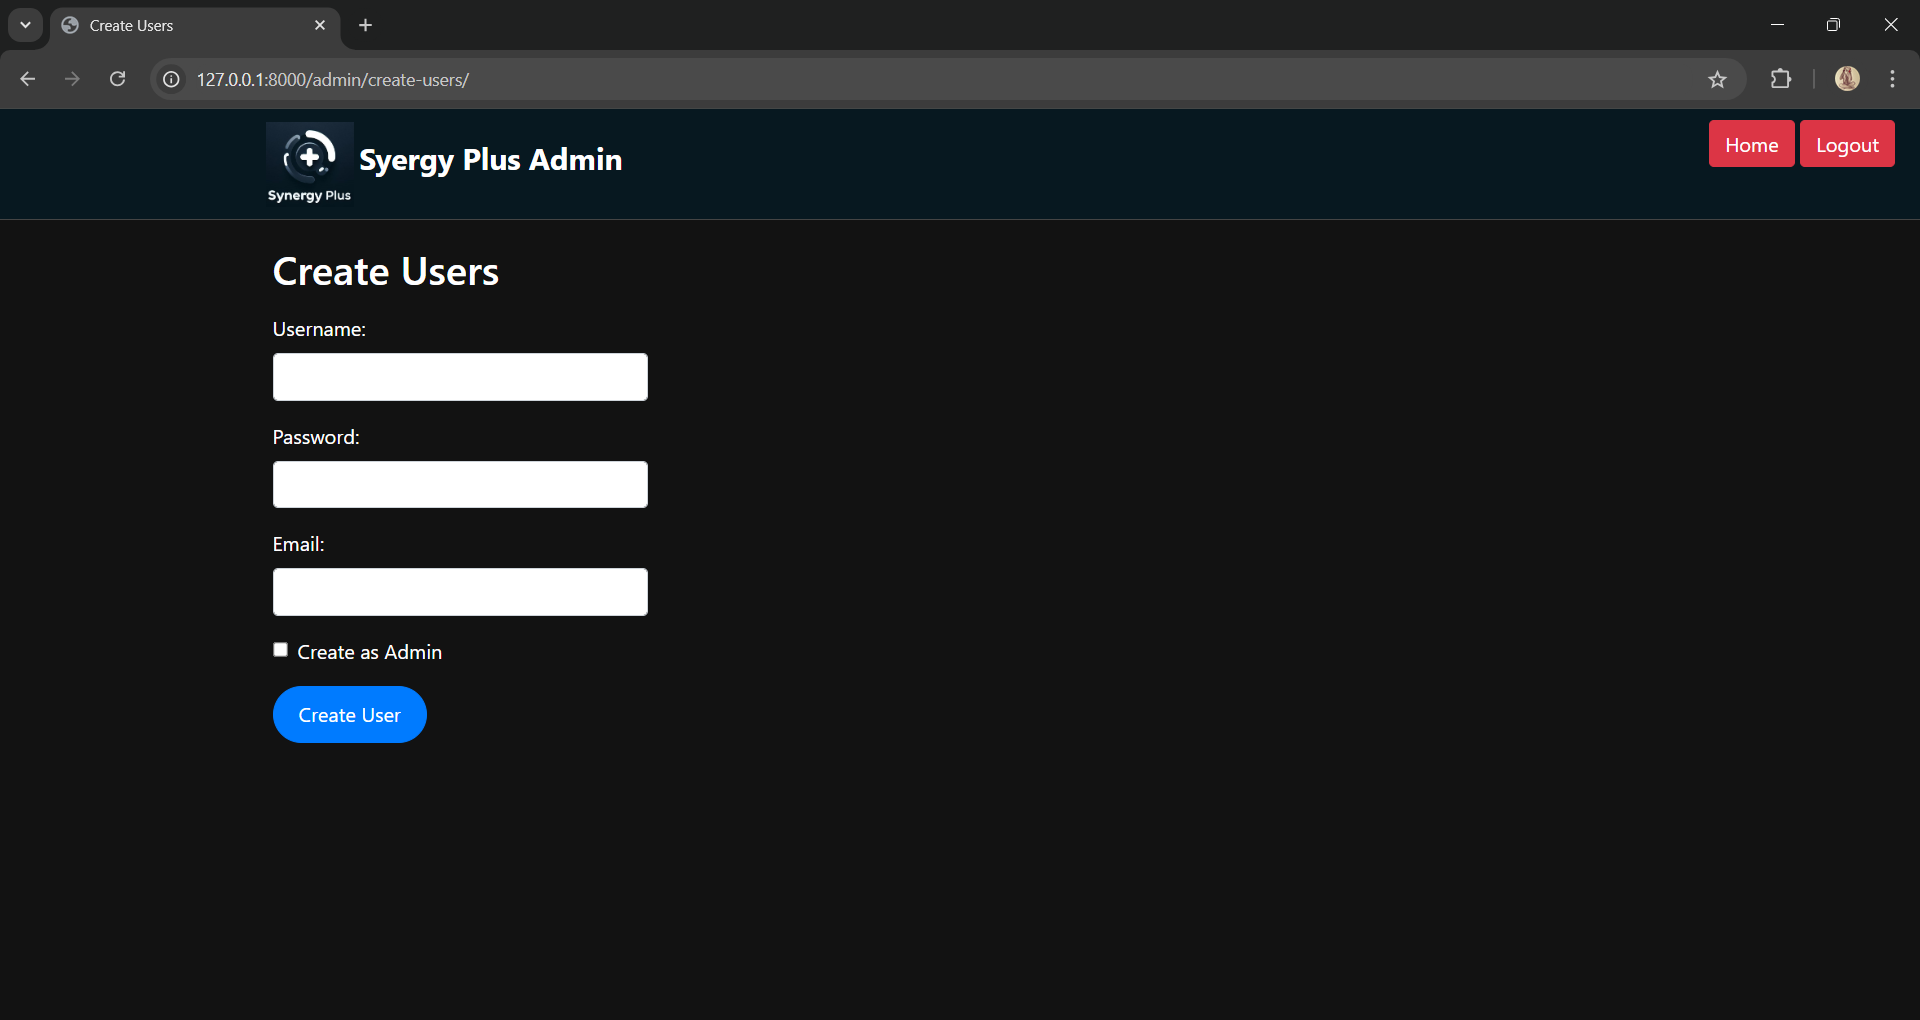 Create Users
127.0.0.1:8000/admin/create-users/
Synergy Plus
Syergy Plus Admin
Home
Logout
Create Users
Username:
Password:
Email:
Create as Admin
Create User